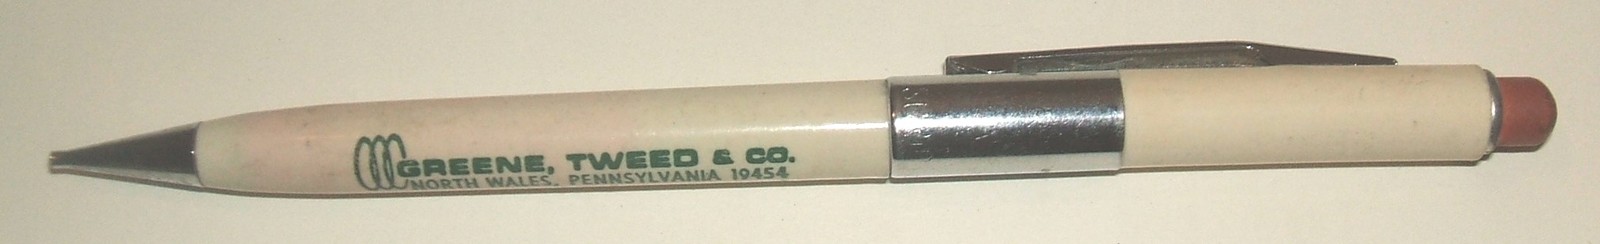 GREENE, TWEED & CO.
NORTH WALES, PENNSYLVANIA 19454